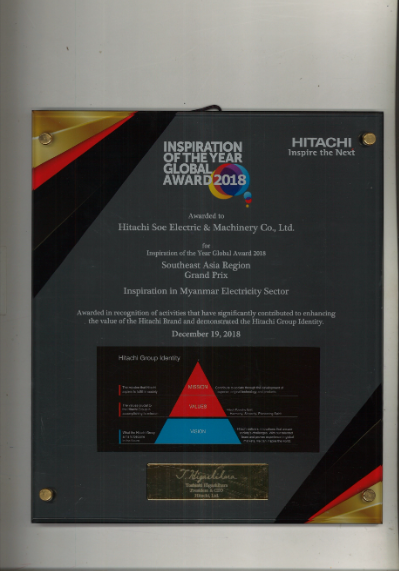 INSPIRATION
OF THE YEAR
GLOBAL
AWARD 2018
HITACHI
Inspire the Next
Awarded to
Hitachi Soe Electric & Machinery Co., Ltd.
for
Inspiration of the Year Global Award 2018
Southeast Asia Region
Grand Prix
Inspiration in Myanmar Electricity Sector
Awarded in recognition of activities that have significantly contributed to enhancing
the value of the Hitachi Brand and demonstrated the Hitachi Group Identity.
December 19, 2018
Hitachi Group Identity
MISSION
VALUES
VISION
Toshiaki Higashihara
President & CEO
Hitachi, Ltd.